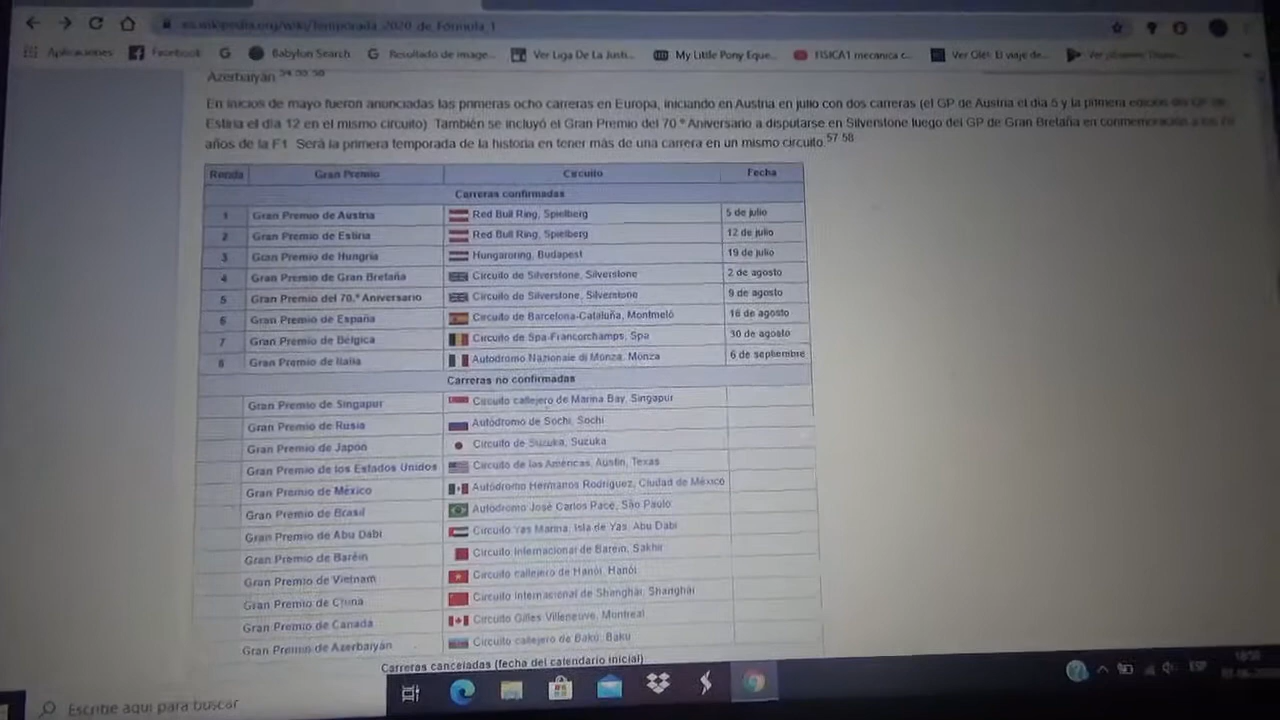 es.wikipedia.org/wiki/Temporada_2020_de_Fórmula_1
Aplicaciones Facebook Babylon Search Resultado de image... Ver Liga De La Justi... My Little Pony Eque... FISICA1 mecanica c... Ver Glei: El viaje de...
Azerbaiyán
En inicios de mayo fueron anunciadas las primeras ocho carreras en Europa, iniciando en Austria en julio con dos carreras (el GP de Austria el día 5 y la primera edición del GP de
Estiria el día 12 en el mismo circuito). También se incluyó el Gran Premio del 70.º Aniversario a disputarse en Silverstone luego del GP de Gran Bretaña en conmemoración a los 70
años de la F1. Será la primera temporada de la historia en tener más de una carrera en un mismo circuito.57 58
Ronda Gran Premio Circuito Fecha
Carreras confirmadas
1 Gran Premio de Austria Red Bull Ring, Spielberg 5 de julio
2 Gran Premio de Estiria Red Bull Ring, Spielberg 12 de julio
3 Gran Premio de Hungría Hungaroring, Budapest 19 de julio
4 Gran Premio de Gran Bretaña Circuito de Silverstone, Silverstone 2 de agosto
5 Gran Premio del 70.º Aniversario Circuito de Silverstone, Silverstone 9 de agosto
6 Gran Premio de España Circuito de Barcelona-Cataluña, Montmeló 16 de agosto
7 Gran Premio de Bélgica Circuito de Spa-Francorchamps, Spa 30 de agosto
8 Gran Premio de Italia Autódromo Nazionale di Monza, Monza 6 de septiembre
Carreras no confirmadas
Gran Premio de Singapur Circuito callejero de Marina Bay, Singapur
Gran Premio de Rusia Autódromo de Sochi, Sochi
Gran Premio de Japón Circuito de Suzuka, Suzuka
Gran Premio de los Estados Unidos Circuito de las Américas, Austin, Texas
Gran Premio de México Autódromo Hermanos Rodríguez, Ciudad de México
Gran Premio de Brasil Autódromo José Carlos Pace, São Paulo
Gran Premio de Abu Dabi Circuito Yas Marina, Isla de Yas, Abu Dabi
Gran Premio de Baréin Circuito Internacional de Baréin, Sakhir
Gran Premio de Vietnam Circuito callejero de Hanói, Hanói
Gran Premio de China Circuito Internacional de Shanghái, Shanghái
Gran Premio de Canadá Circuito Gilles Villeneuve, Montreal
Gran Premio de Azerbaiyán Circuito callejero de Bakú, Bakú
Carreras canceladas (fecha del calendario inicial)
Escribe aquí para buscar
ESP